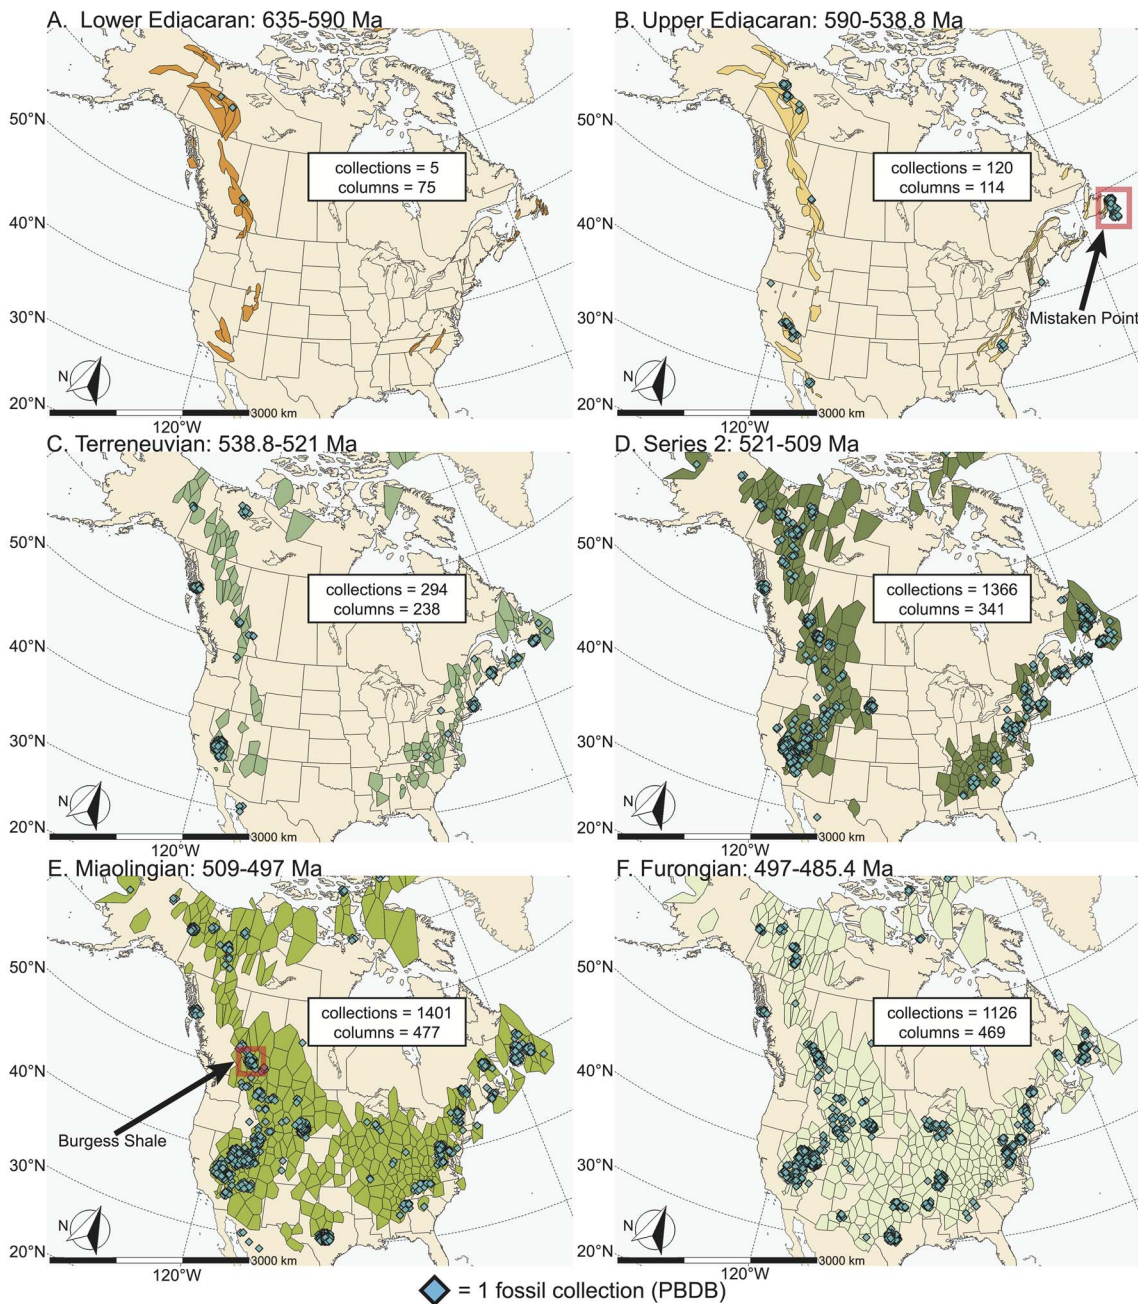 A. Lower Ediacaran: 635-590 Ma
B. Upper Ediacaran: 590-538.8 Ma
50°N
40°N
30°N
20°N
120°W
collections = 5
columns = 75
N
3000 km
50°N
40°N
30°N
20°N
120°W
collections = 120
columns = 114
Mistaken Point
N
3000 km
C. Terreneuvian: 538.8-521 Ma
D. Series 2: 521-509 Ma
50°N
40°N
30°N
20°N
120°W
collections = 294
columns = 238
N
3000 km
50°N
40°N
30°N
20°N
120°W
collections = 1366
columns = 341
N
3000 km
E. Miaolingian: 509-497 Ma
F. Furongian: 497-485.4 Ma
50°N
40°N
30°N
20°N
120°W
collections = 1401
columns = 477
Burgess Shale
N
3000 km
50°N
40°N
30°N
20°N
120°W
collections = 1126
columns = 469
N
3000 km
= 1 fossil collection (PBDB)